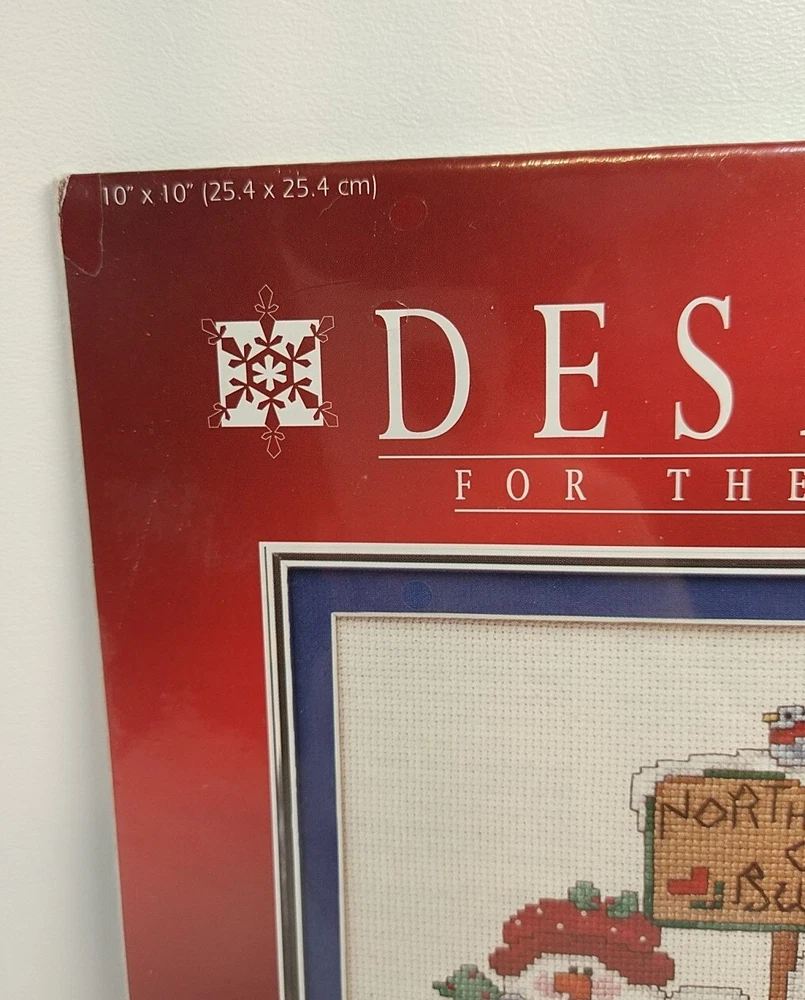 10" x 10" (25.4 x 25.4 cm)
DES
FOR THE
NORTH